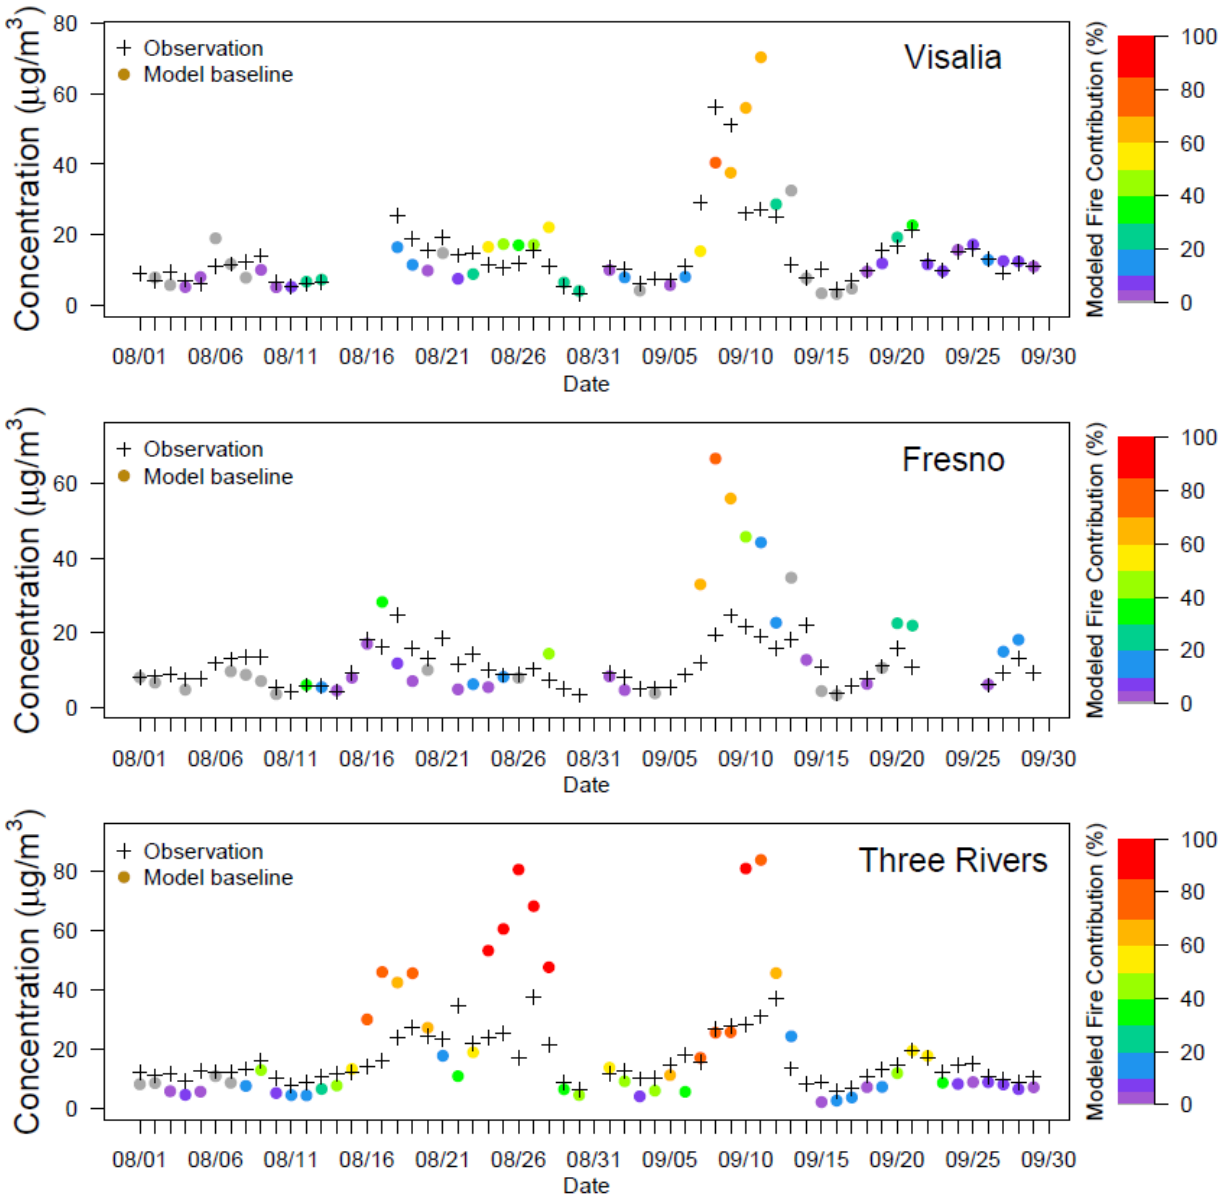 Visalia
Observation
Model baseline
Concentration (μg/m³)
80
60
40
20
0
08/01 08/06 08/11 08/16 08/21 08/26 08/31 09/05 09/10 09/15 09/20 09/25 09/30
Date
Modeled Fire Contribution (%)
100
80
60
40
20
0
Fresno
Observation
Model baseline
Concentration (μg/m³)
60
40
20
0
08/01 08/06 08/11 08/16 08/21 08/26 08/31 09/05 09/10 09/15 09/20 09/25 09/30
Date
Modeled Fire Contribution (%)
100
80
60
40
20
0
Three Rivers
Observation
Model baseline
Concentration (μg/m³)
80
60
40
20
0
08/01 08/06 08/11 08/16 08/21 08/26 08/31 09/05 09/10 09/15 09/20 09/25 09/30
Date
Modeled Fire Contribution (%)
100
80
60
40
20
0